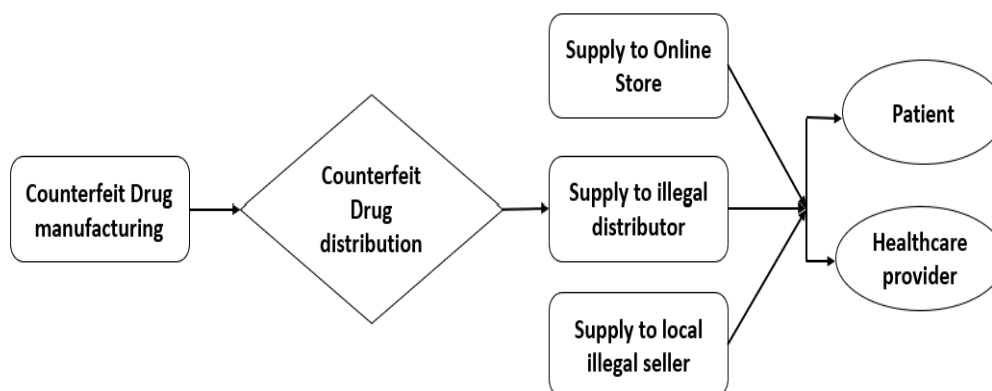 Counterfeit Drug
manufacturing
Counterfeit
Drug
distribution
Supply to Online
Store
Supply to illegal
distributor
Supply to local
illegal seller
Patient
Healthcare
provider